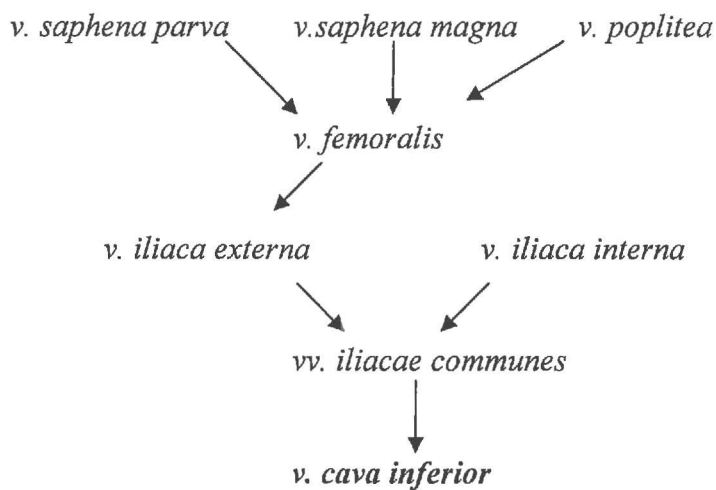 v. saphena parva v.saphena magna v. poplitea
v. femoralis
v. iliaca externa v. iliaca interna
vv. iliacae communes
v. cava inferior